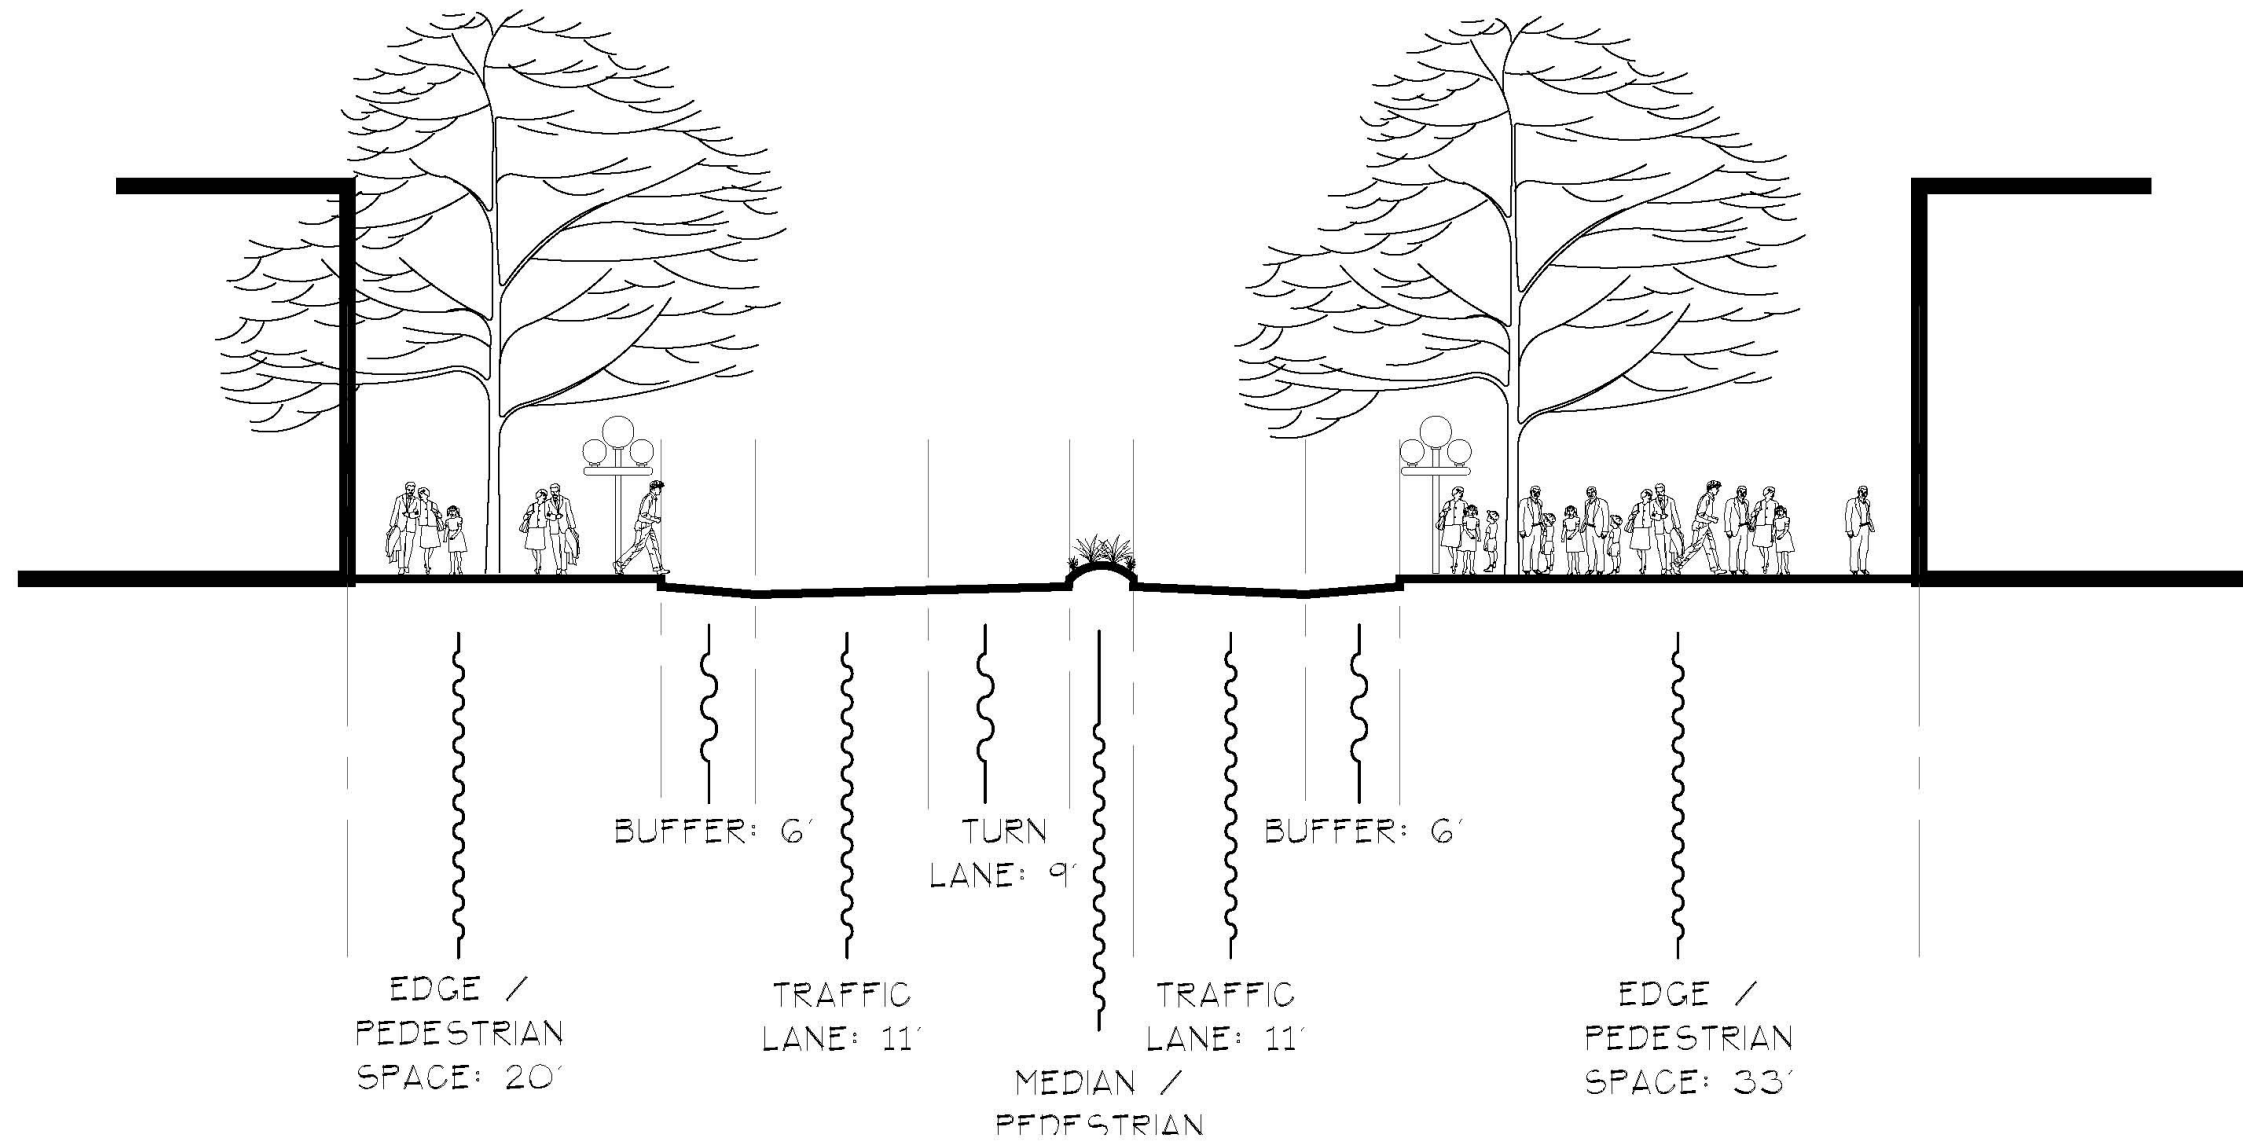 BUFFER: 6'
TURN
LANE: 9'
BUFFER: 6'
EDGE /
PEDESTRIAN
SPACE: 20'
TRAFFIC
LANE: 11'
TRAFFIC
LANE: 11'
EDGE /
PEDESTRIAN
SPACE: 33'
MEDIAN /
PEDESTRIAN